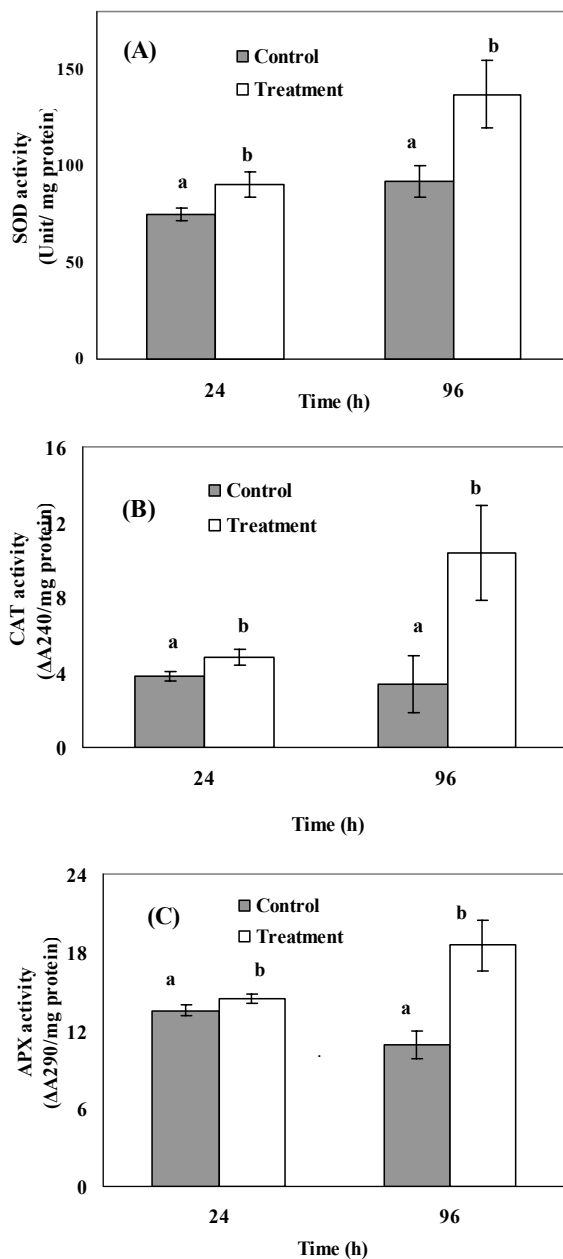 (A)
Control
Treatment
150
100
50
0
SOD activity
(Unit/ mg protein)
a
b
a
b
24
96
Time (h)
16
12
8
4
0
CAT activity
(ΔA240/mg protein)
(B)
Control
Treatment
a
b
a
b
24
96
Time (h)
24
18
12
6
0
APX activity
(ΔA290/mg protein)
(C)
Control
Treatment
a
b
a
b
24
96
Time (h)